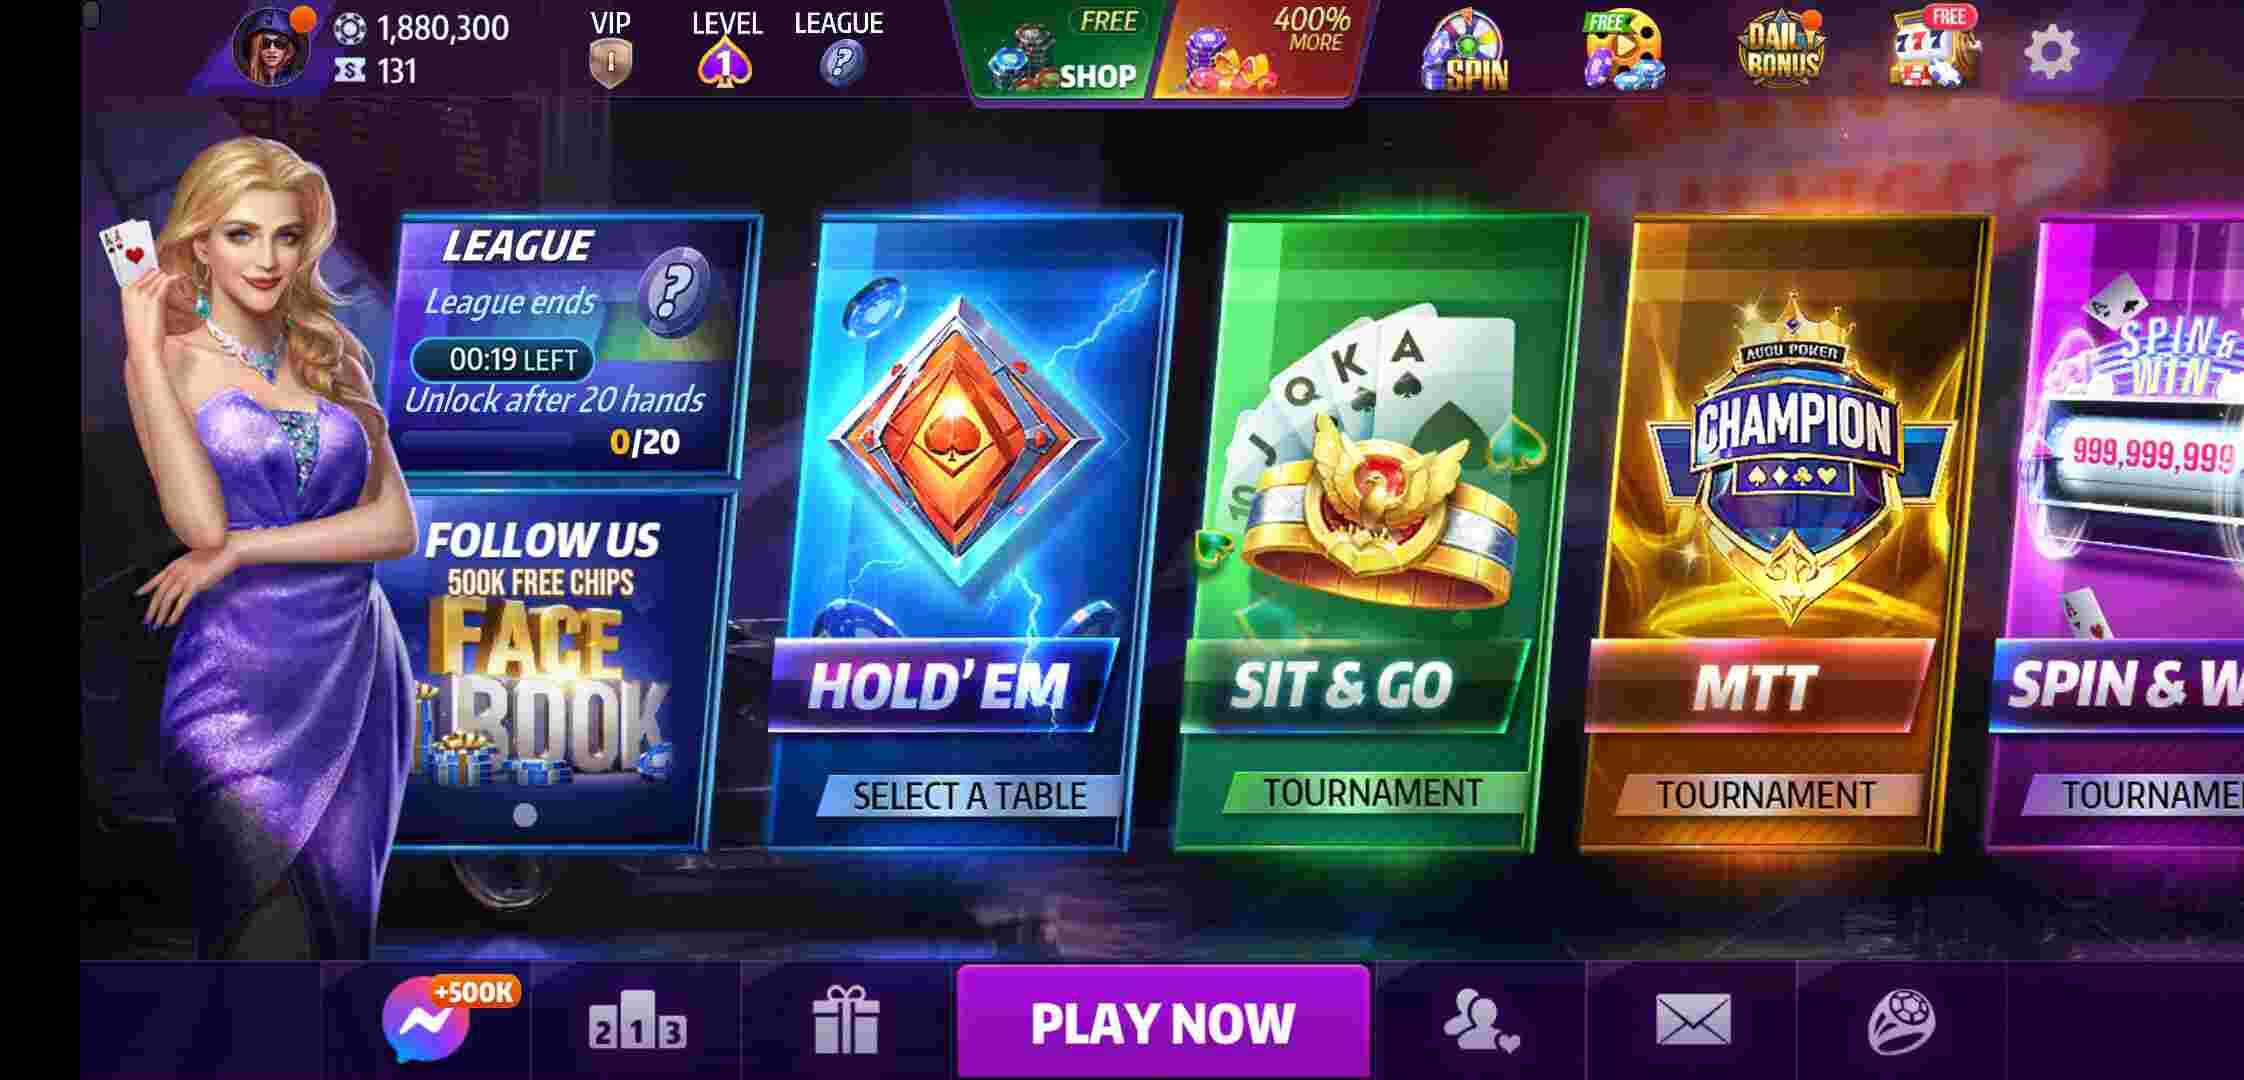 1,880,300
131
VIP
1
LEVEL
1
LEAGUE
?
FREE
SHOP
400%
MORE
SPIN
FREE
DAILY
BONUS
FREE
777
LEAGUE
League ends
?
00:19 LEFT
Unlock after 20 hands
0/20
FOLLOW US
500K FREE CHIPS
FACE
BOOK
HOLD'EM
SELECT A TABLE
10 J Q K A
SIT & GO
TOURNAMENT
CHAMPION
MTT
TOURNAMENT
SPIN &
WIN
999,999,999
SPIN & W
TOURNAME
+500K
2 1 3
PLAY NOW